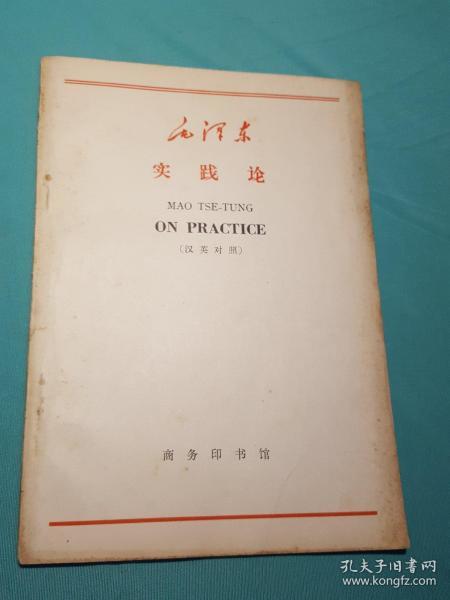 毛泽东
实践论
MAO TSE-TUNG
ON PRACTICE
(汉英对照)
商务印书馆
孔夫子旧书网
www.kongfz.com